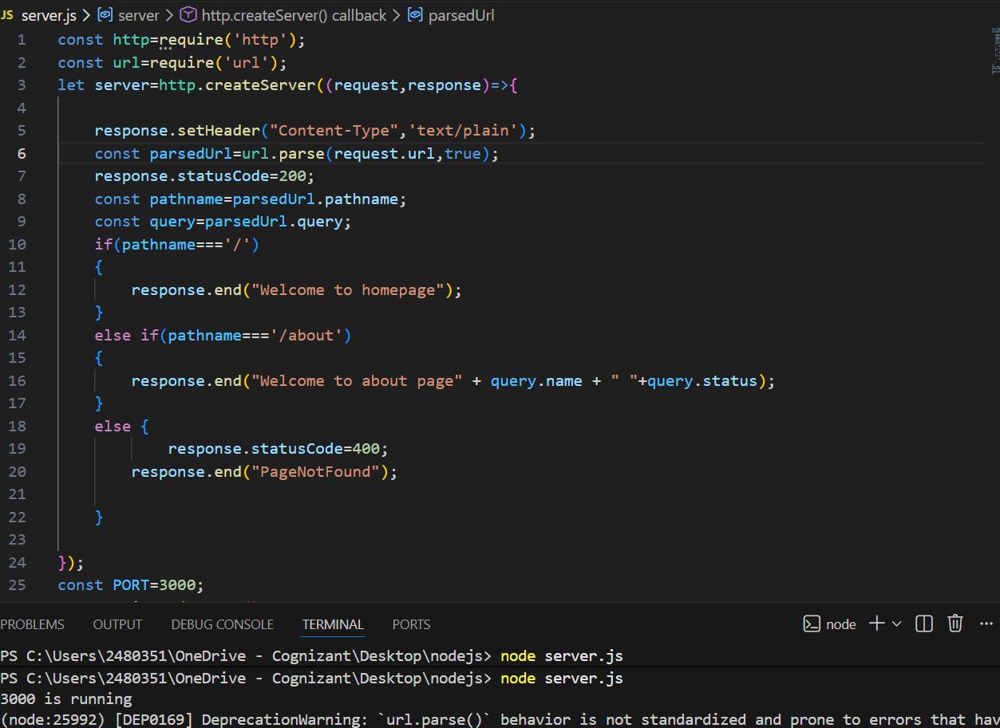 JS server.js > server > http.createServer() callback > parsedUrl
1 const http=require('http');
2 const url=require('url');
3 let server=http.createServer((request,response)=>{
4
5 response.setHeader("Content-Type",'text/plain');
6 const parsedUrl=url.parse(request.url,true);
7 response.statusCode=200;
8 const pathname=parsedUrl.pathname;
9 const query=parsedUrl.query;
10 if(pathname==='/')
11 {
12 response.end("Welcome to homepage");
13 }
14 else if(pathname==='/about')
15 {
16 response.end("Welcome to about page" + query.name + " "+query.status);
17 }
18 else {
19 response.statusCode=400;
20 response.end("PageNotFound");
21
22 }
23
24 });
25 const PORT=3000;
PROBLEMS OUTPUT DEBUG CONSOLE TERMINAL PORTS node
PS C:\Users\2480351\OneDrive - Cognizant\Desktop\nodejs> node server.js
PS C:\Users\2480351\OneDrive - Cognizant\Desktop\nodejs> node server.js
3000 is running
(node:25992) [DEP0169] DeprecationWarning: `url.parse()` behavior is not standardized and prone to errors that hav